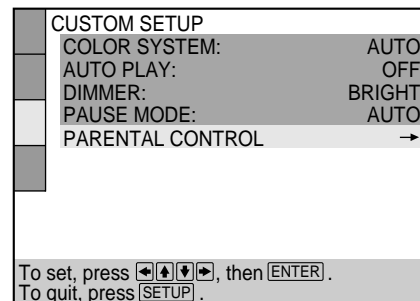 CUSTOM SETUP
COLOR SYSTEM: AUTO
AUTO PLAY: OFF
DIMMER: BRIGHT
PAUSE MODE: AUTO
PARENTAL CONTROL →
To set, press ←↑↓→, then ENTER.
To quit, press SETUP.